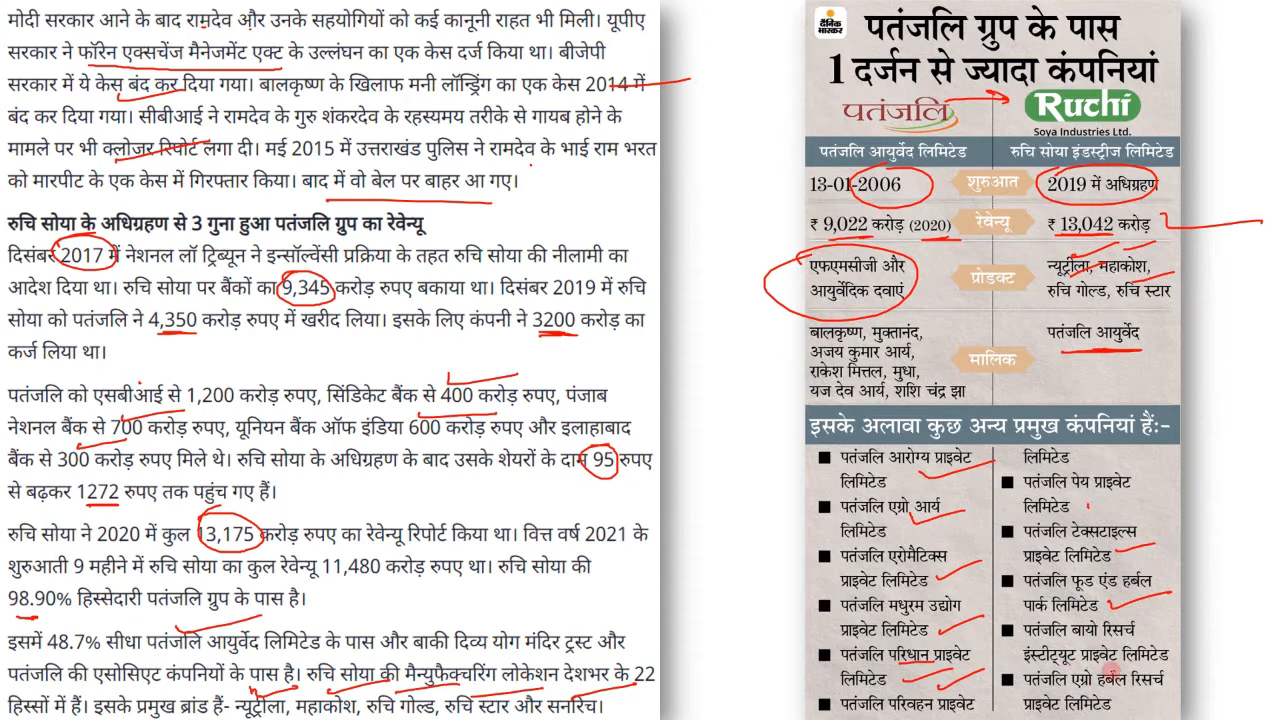 मोदी सरकार आने के बाद रामदेव और उनके सहयोगियों को कई कानूनी राहत भी मिली। यूपीए
सरकार ने फॉरेन एक्सचेंज मैनेजमेंट एक्ट के उल्लंघन का एक केस दर्ज किया था। बीजेपी
सरकार में ये केस बंद कर दिया गया। बालकृष्ण के खिलाफ मनी लॉन्ड्रिंग का एक केस 2014 में
बंद कर दिया गया। सीबीआई ने रामदेव के गुरु शंकरदेव के रहस्यमय तरीके से गायब होने के
मामले पर भी क्लोजर रिपोर्ट लगा दी। मई 2015 में उत्तराखंड पुलिस ने रामदेव के भाई राम भरत
को मारपीट के एक केस में गिरफ्तार किया। बाद में वो बेल पर बाहर आ गए।
रुचि सोया के अधिग्रहण से 3 गुना हुआ पतंजलि ग्रुप का रेवेन्यू
दिसंबर 2017 में नेशनल लॉ ट्रिब्यून ने इन्सॉल्वेंसी प्रक्रिया के तहत रुचि सोया की नीलामी का
आदेश दिया था। रुचि सोया पर बैंकों का 9,345 करोड़ रुपए बकाया था। दिसंबर 2019 में रुचि
सोया को पतंजलि ने 4,350 करोड़ रुपए में खरीद लिया। इसके लिए कंपनी ने 3200 करोड़ का
कर्ज लिया था।
पतंजलि को एसबीआई से 1,200 करोड़ रुपए, सिंडिकेट बैंक से 400 करोड़ रुपए, पंजाब
नेशनल बैंक से 700 करोड़ रुपए, यूनियन बैंक ऑफ इंडिया 600 करोड़ रुपए और इलाहाबाद
बैंक से 300 करोड़ रुपए मिले थे। रुचि सोया के अधिग्रहण के बाद उसके शेयरों के दाम 95 रुपए
से बढ़कर 1272 रुपए तक पहुंच गए हैं।
रुचि सोया ने 2020 में कुल 13,175 करोड़ रुपए का रेवेन्यू रिपोर्ट किया था। वित्त वर्ष 2021 के
शुरुआती 9 महीने में रुचि सोया का कुल रेवेन्यू 11,480 करोड़ रुपए था। रुचि सोया की
98.90% हिस्सेदारी पतंजलि ग्रुप के पास है।
इसमें 48.7% सीधा पतंजलि आयुर्वेद लिमिटेड के पास और बाकी दिव्य योग मंदिर ट्रस्ट और
पतंजलि की एसोसिएट कंपनियों के पास है। रुचि सोया की मैन्युफैक्चरिंग लोकेशन देशभर के 22
हिस्सों में हैं। इसके प्रमुख ब्रांड हैं- न्यूट्रीला, महाकोश, रुचि गोल्ड, रुचि स्टार और सनरिच।
दैनिक
भास्कर
पतंजलि ग्रुप के पास
1 दर्जन से ज्यादा कंपनियां
पतंजलि
Ruchi
Soya Industries Ltd.
पतंजलि आयुर्वेद लिमिटेड
रुचि सोया इंडस्ट्रीज लिमिटेड
13-01-2006 शुरुआत 2019 में अधिग्रहण
₹ 9,022 करोड़ (2020) रेवेन्यू ₹ 13,042 करोड़
एफएमसीजी और
आयुर्वेदिक दवाएं
प्रोडक्ट
न्यूट्रीला, महाकोश,
रुचि गोल्ड, रुचि स्टार
बालकृष्ण, मुक्तानंद,
अजय कुमार आर्य,
राकेश मित्तल, मुधा,
यज देव आर्य, शशि चंद्र झा
मालिक
पतंजलि आयुर्वेद
इसके अलावा कुछ अन्य प्रमुख कंपनियां हैं:-
■ पतंजलि आरोग्य प्राइवेट
लिमिटेड
■ पतंजलि एग्रो आर्य
लिमिटेड
■ पतंजलि एरोमैटिक्स
प्राइवेट लिमिटेड
■ पतंजलि मधुरम उद्योग
प्राइवेट लिमिटेड
■ पतंजलि परिधान प्राइवेट
लिमिटेड
■ पतंजलि परिवहन प्राइवेट
लिमिटेड
■ पतंजलि पेय प्राइवेट
लिमिटेड
■ पतंजलि टेक्सटाइल्स
प्राइवेट लिमिटेड
■ पतंजलि फूड एंड हर्बल
पार्क लिमिटेड
■ पतंजलि बायो रिसर्च
इंस्टीट्यूट प्राइवेट लिमिटेड
■ पतंजलि एग्रो हर्बल रिसर्च
प्राइवेट लिमिटेड